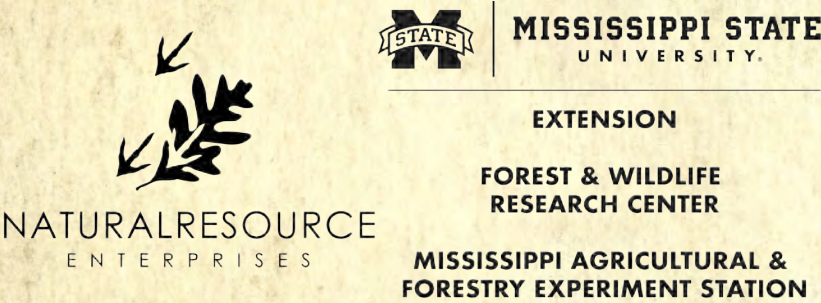 NATURALRESOURCE
ENTERPRISES
STATE
MISSISSIPPI STATE
UNIVERSITY®
EXTENSION
FOREST & WILDLIFE
RESEARCH CENTER
MISSISSIPPI AGRICULTURAL &
FORESTRY EXPERIMENT STATION